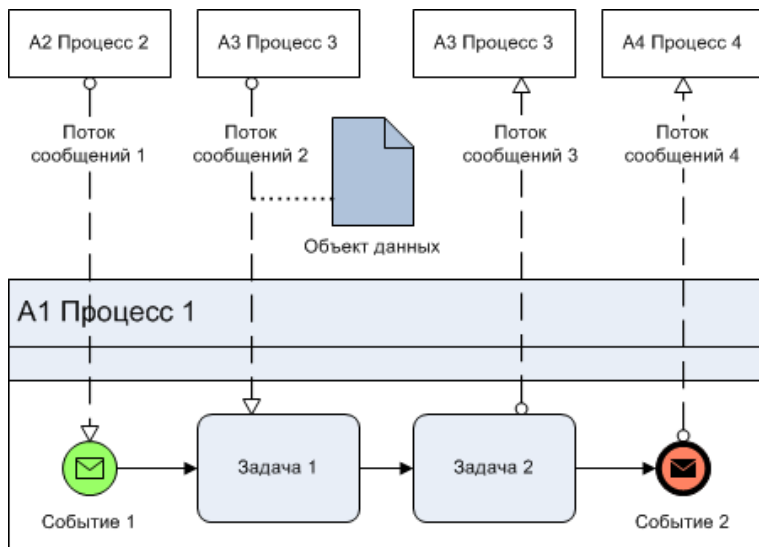 А2 Процесс 2
А3 Процесс 3
А3 Процесс 3
А4 Процесс 4
Поток
сообщений 1
Поток
сообщений 2
Поток
сообщений 3
Поток
сообщений 4
Объект данных
А1 Процесс 1
Задача 1
Задача 2
Событие 1
Событие 2